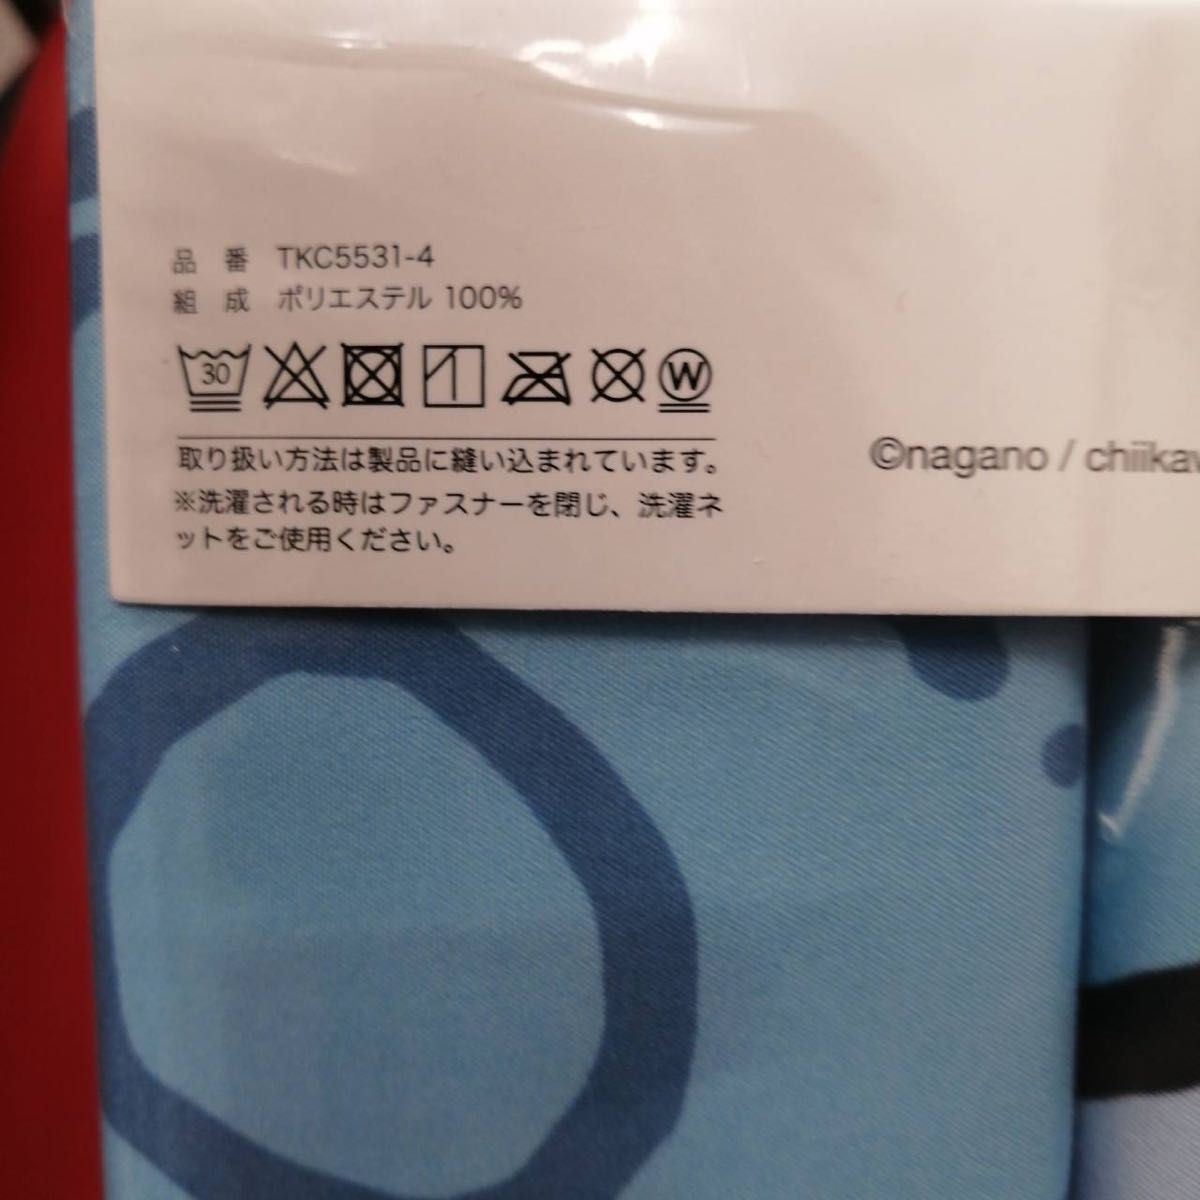 品 番 TKC5531-4
組 成 ポリエステル 100%
30 W
取り扱い方法は製品に縫い込まれています。
※洗濯される時はファスナーを閉じ、洗濯ネ
ットをご使用ください。
©nagano / chiikaw